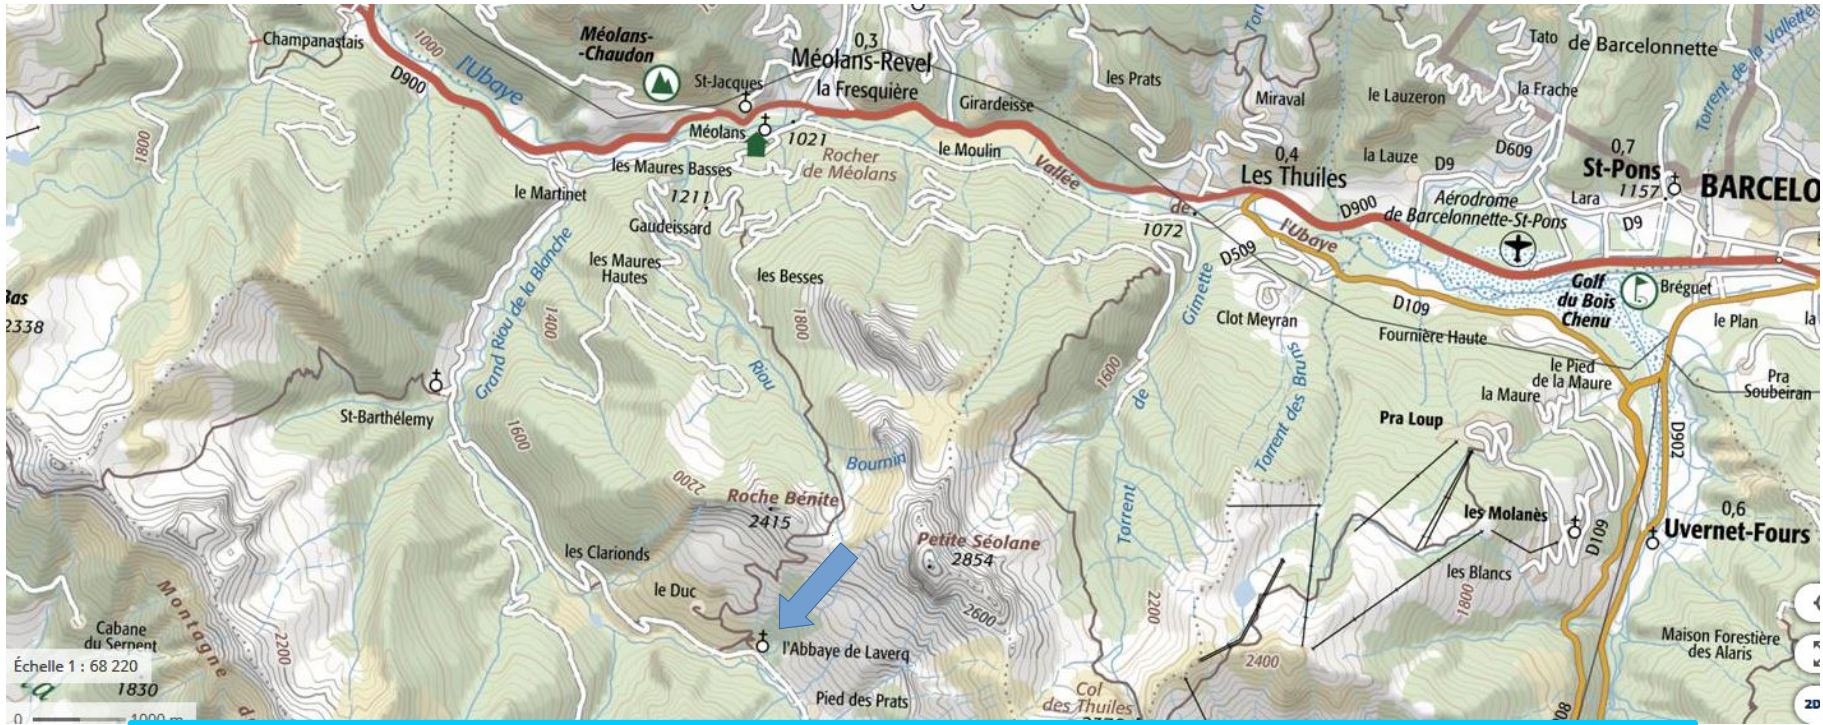 Champanastais
1000
D900
l'Ubaye
1800
Méolans-
-Chaudon
St-Jacques
0,3
Méolans-Revel
la Fresquière
Girardeisse
les Prats
Miraval
Tato
de Barcelonnette
la Frache
le Lauzeron
Torrent de la Vallette
Méolans
1021
Rocher
de Méolans
le Moulin
Vallée
de
l'Ubaye
0,4
Les Thuiles
la Lauze
D9
D609
0,7
St-Pons
1157
BARCELO
les Maures Basses
le Martinet
1211
Gaudeissard
les Maures
Hautes
les Besses
1072
D509
D900
Aérodrome
de Barcelonnette-St-Pons
Lara
D9
Bas
2338
Grand Riou de la Blanche
1400
1800
Riou
Gimette
de
Torrent
Clot Meyran
D109
Golf
du Bois
Chenu
Bréguet
le Plan
la
Fournière Haute
le Pied
de la Maure
la Maure
Pra
Soubeiran
1600
Torrent des Bruns
Pra Loup
D902
St-Barthélemy
1600
Bournin
2200
Roche Bénite
2415
Petite Séolane
2854
2600
les Molanès
D109
0,6
Uvernet-Fours
les Clarionds
le Duc
les Blancs
1800
2200
2400
Montagne
de
2200
Cabane
du Serpent
1830
l'Abbaye de Laverq
Pied des Prats
Col
des Thuiles
Maison Forestière
des Alaris
Échelle 1 : 68 220
0
1000 m
2D